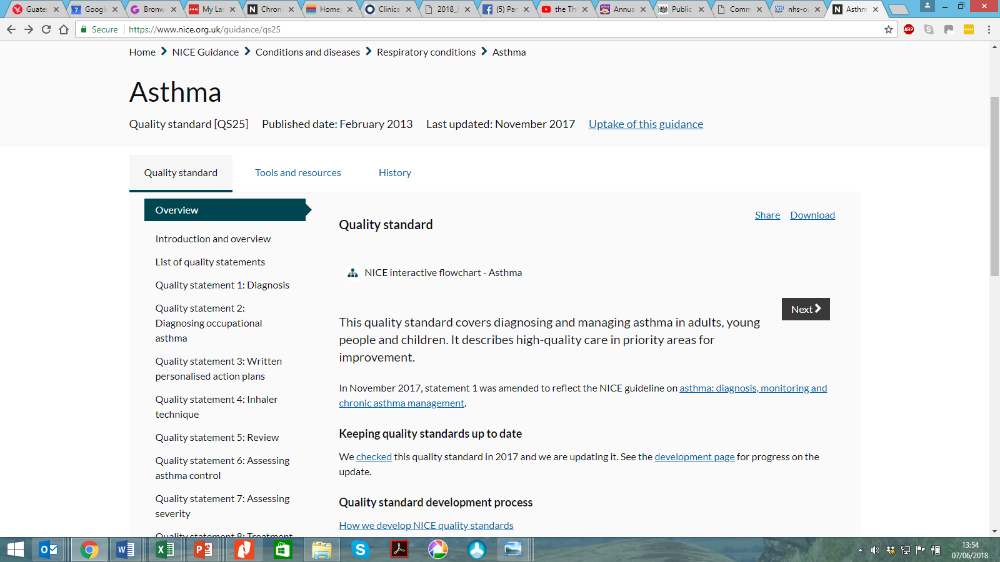 Guater
Google
Bronwe
My Las
Chroni
Homep
Clinica
2018_
(5) Par
the Th
Annua
Public
Comm
nhs-ov
Asthm
Secure https://www.nice.org.uk/guidance/qs25
ABP
Home > NICE Guidance > Conditions and diseases > Respiratory conditions > Asthma
Asthma
Quality standard [QS25] Published date: February 2013 Last updated: November 2017 Uptake of this guidance
Quality standard Tools and resources History
Overview
Introduction and overview
List of quality statements
Quality statement 1: Diagnosis
Quality statement 2:
Diagnosing occupational
asthma
Quality statement 3: Written
personalised action plans
Quality statement 4: Inhaler
technique
Quality statement 5: Review
Quality statement 6: Assessing
asthma control
Quality statement 7: Assessing
severity
Quality statement 8: Treatment
Share Download
Quality standard
NICE interactive flowchart - Asthma
Next
This quality standard covers diagnosing and managing asthma in adults, young
people and children. It describes high-quality care in priority areas for
improvement.
In November 2017, statement 1 was amended to reflect the NICE guideline on asthma: diagnosis, monitoring and
chronic asthma management.
Keeping quality standards up to date
We checked this quality standard in 2017 and we are updating it. See the development page for progress on the
update.
Quality standard development process
How we develop NICE quality standards
13:54
07/06/2018